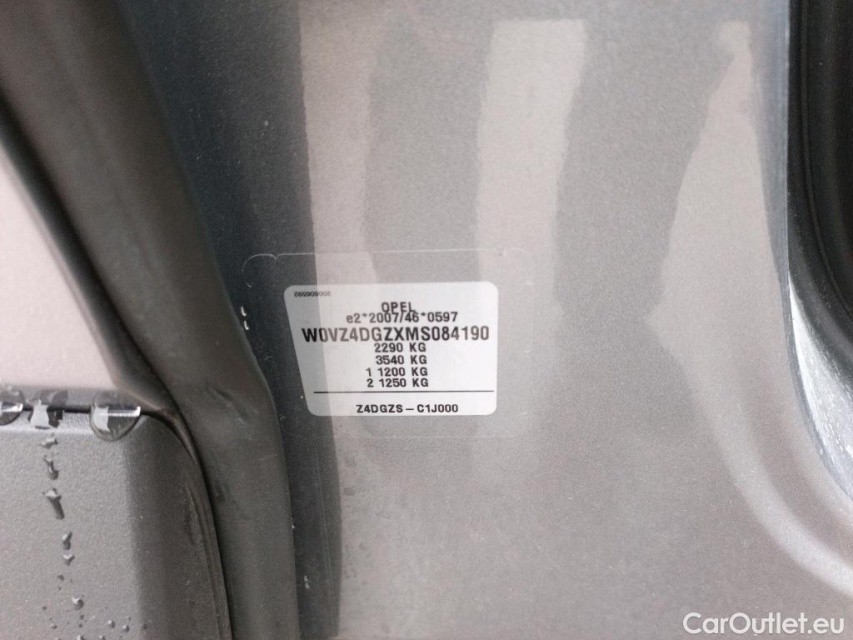 OPEL
e2*2007/46*0597
W0VZ4DGZXMS084190
2290 KG
3540 KG
1 1200 KG
2 1250 KG
Z4DGZS – C1J000
CarOutlet.eu